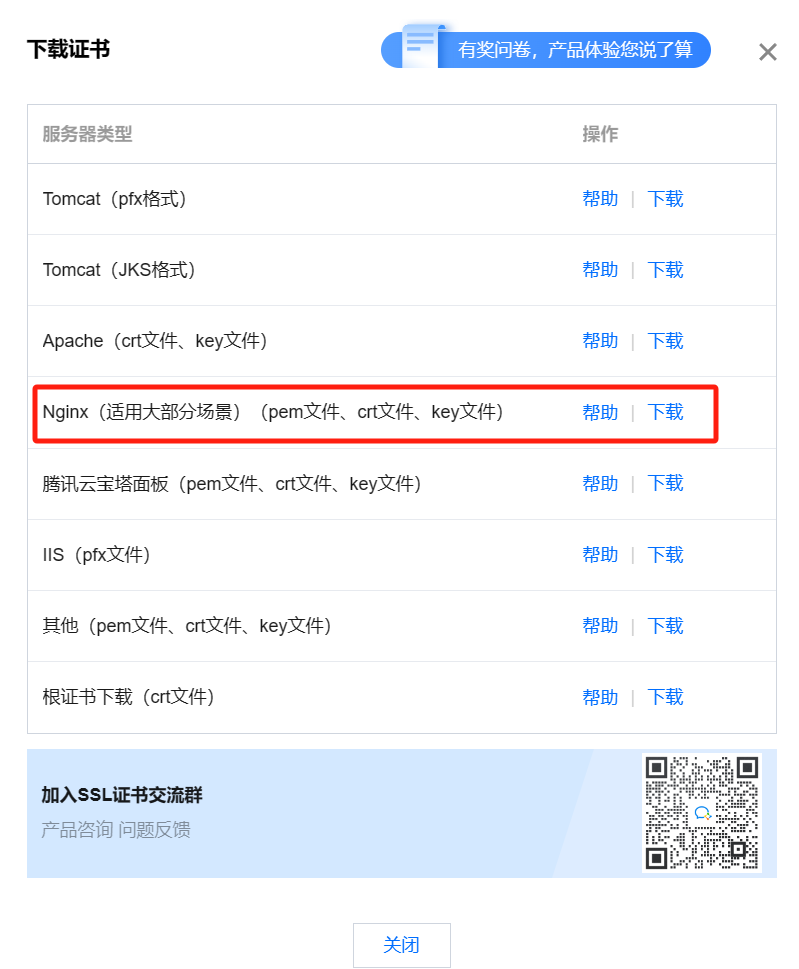 下载证书
有奖问卷，产品体验您说了算
服务器类型 操作
Tomcat（pfx格式） 帮助 | 下载
Tomcat（JKS格式） 帮助 | 下载
Apache（crt文件、key文件） 帮助 | 下载
Nginx（适用大部分场景）（pem文件、crt文件、key文件） 帮助 | 下载
腾讯云宝塔面板（pem文件、crt文件、key文件） 帮助 | 下载
IIS（pfx文件） 帮助 | 下载
其他（pem文件、crt文件、key文件） 帮助 | 下载
根证书下载（crt文件） 帮助 | 下载
加入SSL证书交流群
产品咨询 问题反馈
关闭